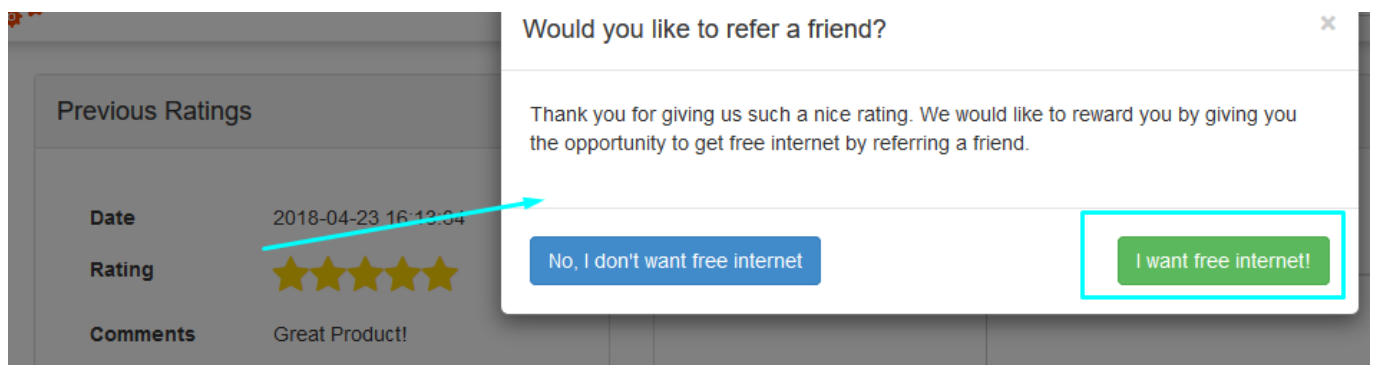 Would you like to refer a friend?
×
Previous Ratings
Thank you for giving us such a nice rating. We would like to reward you by giving you
the opportunity to get free internet by referring a friend.
Date 2018-04-23 16:13:04
Rating
No, I don't want free internet
I want free internet!
Comments Great Product!